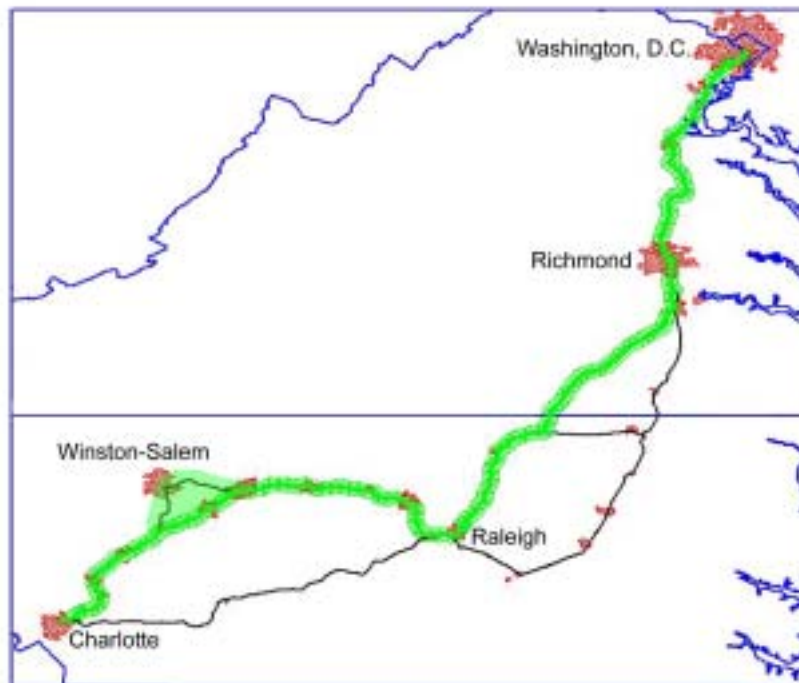 Washington, D.C.
Richmond
Winston-Salem
Raleigh
Charlotte